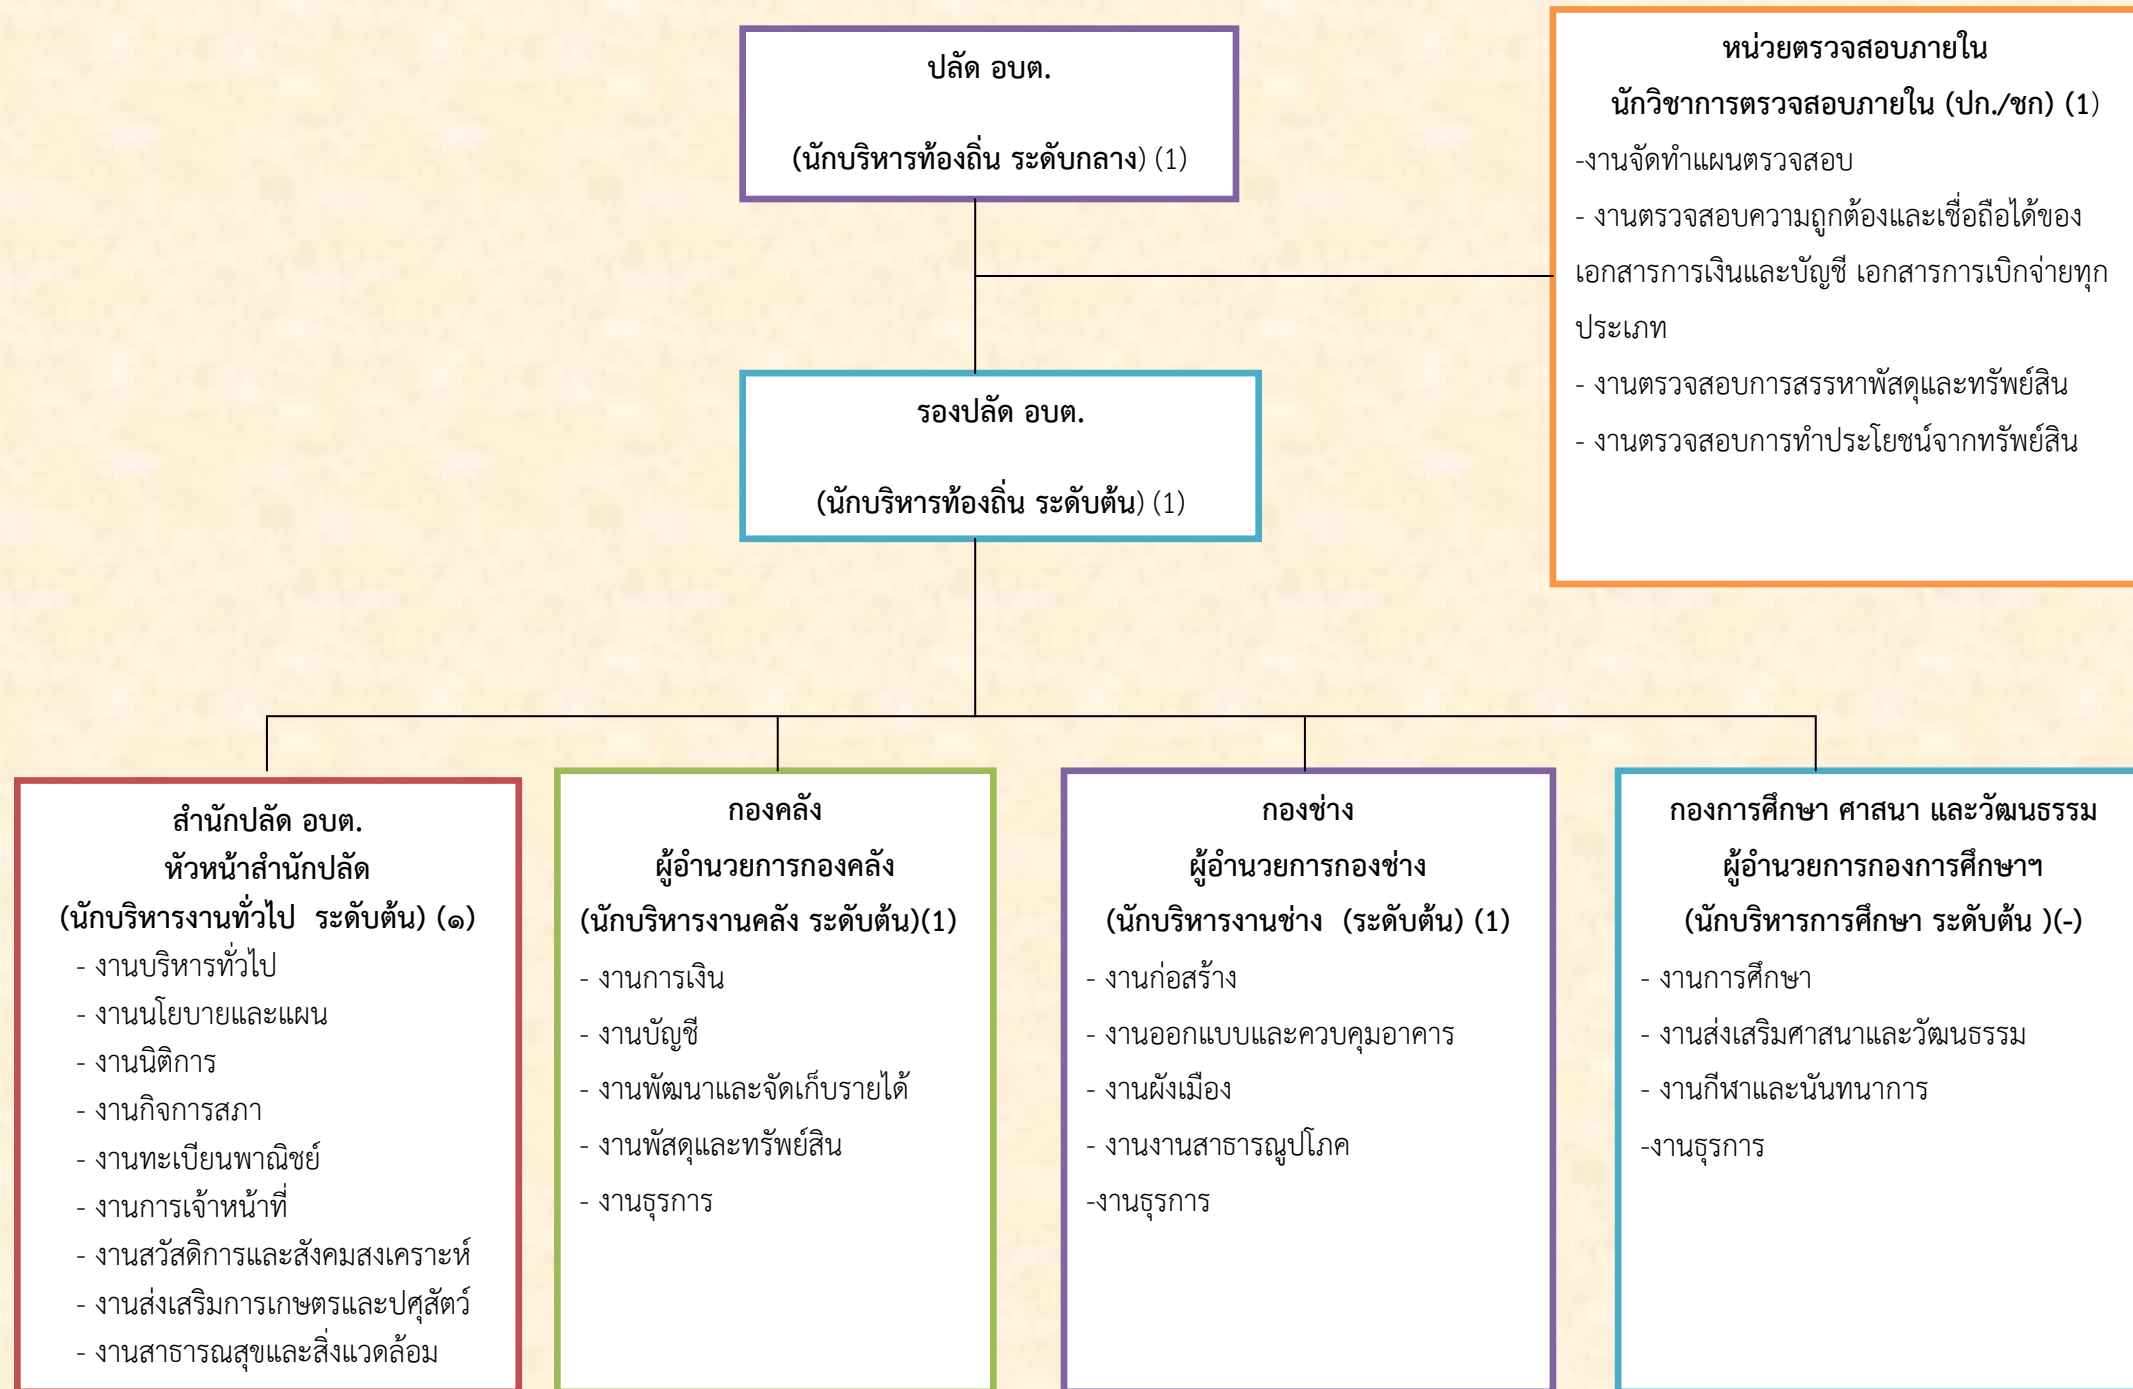 ปลัด อบต.
(นักบริหารท้องถิ่น ระดับกลาง) (1)
หน่วยตรวจสอบภายใน
นักวิชาการตรวจสอบภายใน (ปก./ชก) (1)
-งานจัดทำแผนตรวจสอบ
- งานตรวจสอบความถูกต้องและเชื่อถือได้ของ
เอกสารการเงินและบัญชี เอกสารการเบิกจ่ายทุก
ประเภท
- งานตรวจสอบการสรรหาพัสดุและทรัพย์สิน
- งานตรวจสอบการทำประโยชน์จากทรัพย์สิน
รองปลัด อบต.
(นักบริหารท้องถิ่น ระดับต้น) (1)
สำนักปลัด อบต.
หัวหน้าสำนักปลัด
(นักบริหารงานทั่วไป ระดับต้น) (๑)
- งานบริหารทั่วไป
- งานนโยบายและแผน
- งานนิติการ
- งานกิจการสภา
- งานทะเบียนพาณิชย์
- งานการเจ้าหน้าที่
- งานสวัสดิการและสังคมสงเคราะห์
- งานส่งเสริมการเกษตรและปศุสัตว์
- งานสาธารณสุขและสิ่งแวดล้อม
กองคลัง
ผู้อำนวยการกองคลัง
(นักบริหารงานคลัง ระดับต้น)(1)
- งานการเงิน
- งานบัญชี
- งานพัฒนาและจัดเก็บรายได้
- งานพัสดุและทรัพย์สิน
- งานธุรการ
กองช่าง
ผู้อำนวยการกองช่าง
(นักบริหารงานช่าง (ระดับต้น) (1)
- งานก่อสร้าง
- งานออกแบบและควบคุมอาคาร
- งานผังเมือง
- งานงานสาธารณูปโภค
-งานธุรการ
กองการศึกษา ศาสนา และวัฒนธรรม
ผู้อำนวยการกองการศึกษาฯ
(นักบริหารการศึกษา ระดับต้น )(-)
- งานการศึกษา
- งานส่งเสริมศาสนาและวัฒนธรรม
- งานกีฬาและนันทนาการ
-งานธุรการ